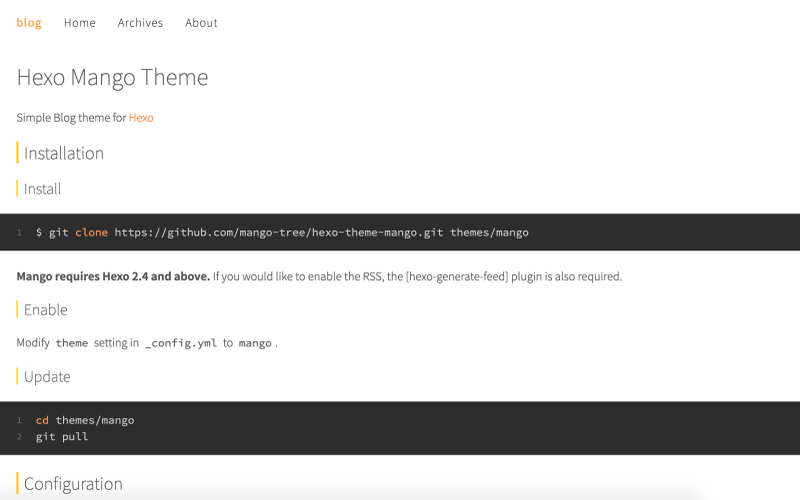 blog Home Archives About
Hexo Mango Theme
Simple Blog theme for Hexo
Installation
Install
1 $ git clone https://github.com/mango-tree/hexo-theme-mango.git themes/mango
Mango requires Hexo 2.4 and above. If you would like to enable the RSS, the [hexo-generate-feed] plugin is also required.
Enable
Modify theme setting in _config.yml to mango .
Update
1 cd themes/mango
2 git pull
Configuration